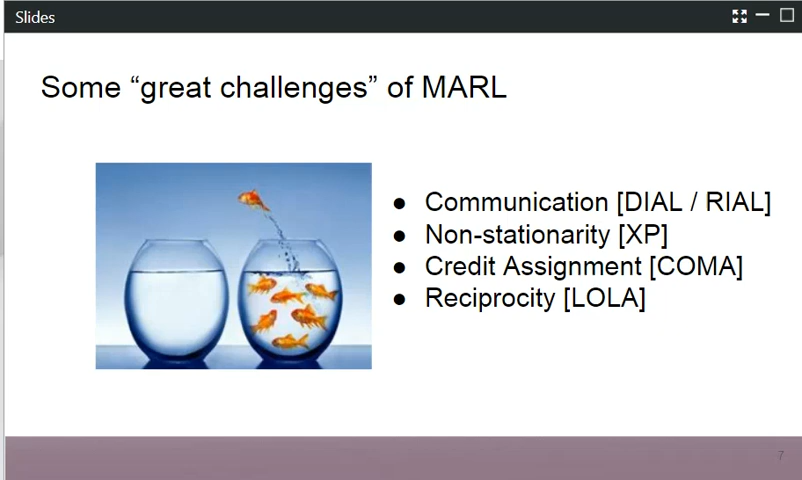 Slides
Some “great challenges” of MARL
● Communication [DIAL / RIAL]
● Non-stationarity [XP]
● Credit Assignment [COMA]
● Reciprocity [LOLA]
7